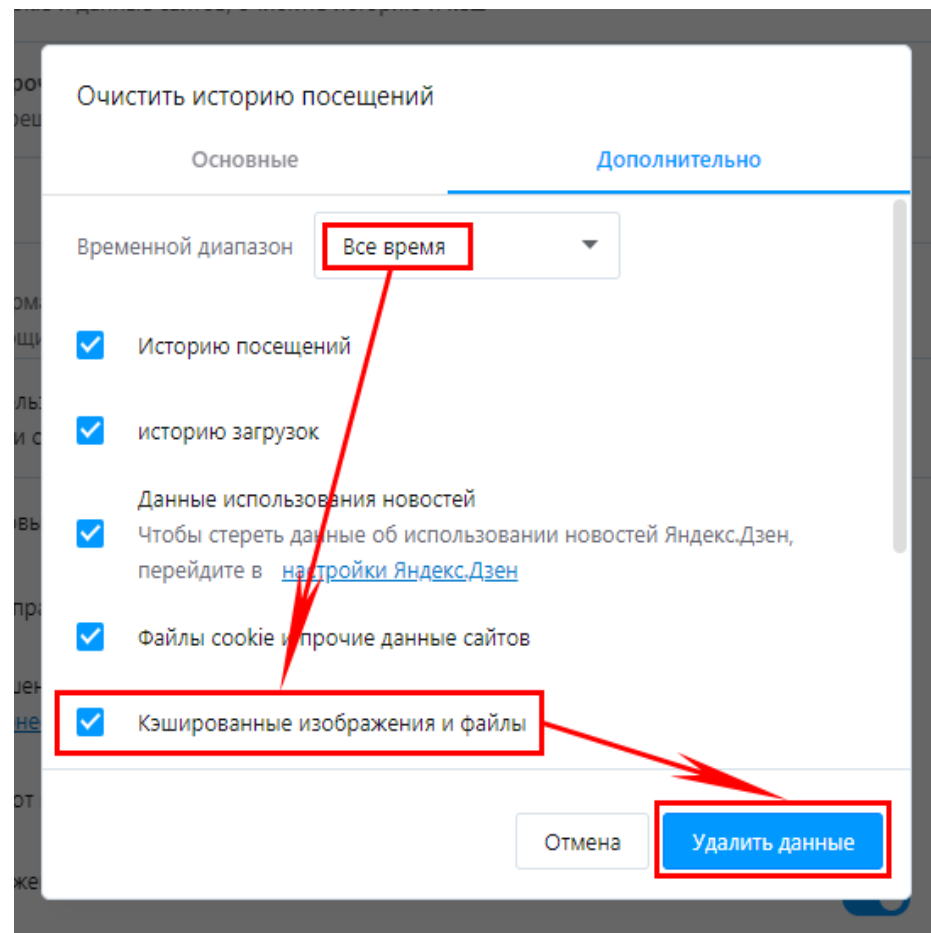 Очистить историю посещений
Основные Дополнительно
Временной диапазон Все время
Историю посещений
историю загрузок
Данные использования новостей
Чтобы стереть данные об использовании новостей Яндекс.Дзен,
перейдите в настройки Яндекс.Дзен
Файлы cookie и прочие данные сайтов
Кэшированные изображения и файлы
Отмена Удалить данные